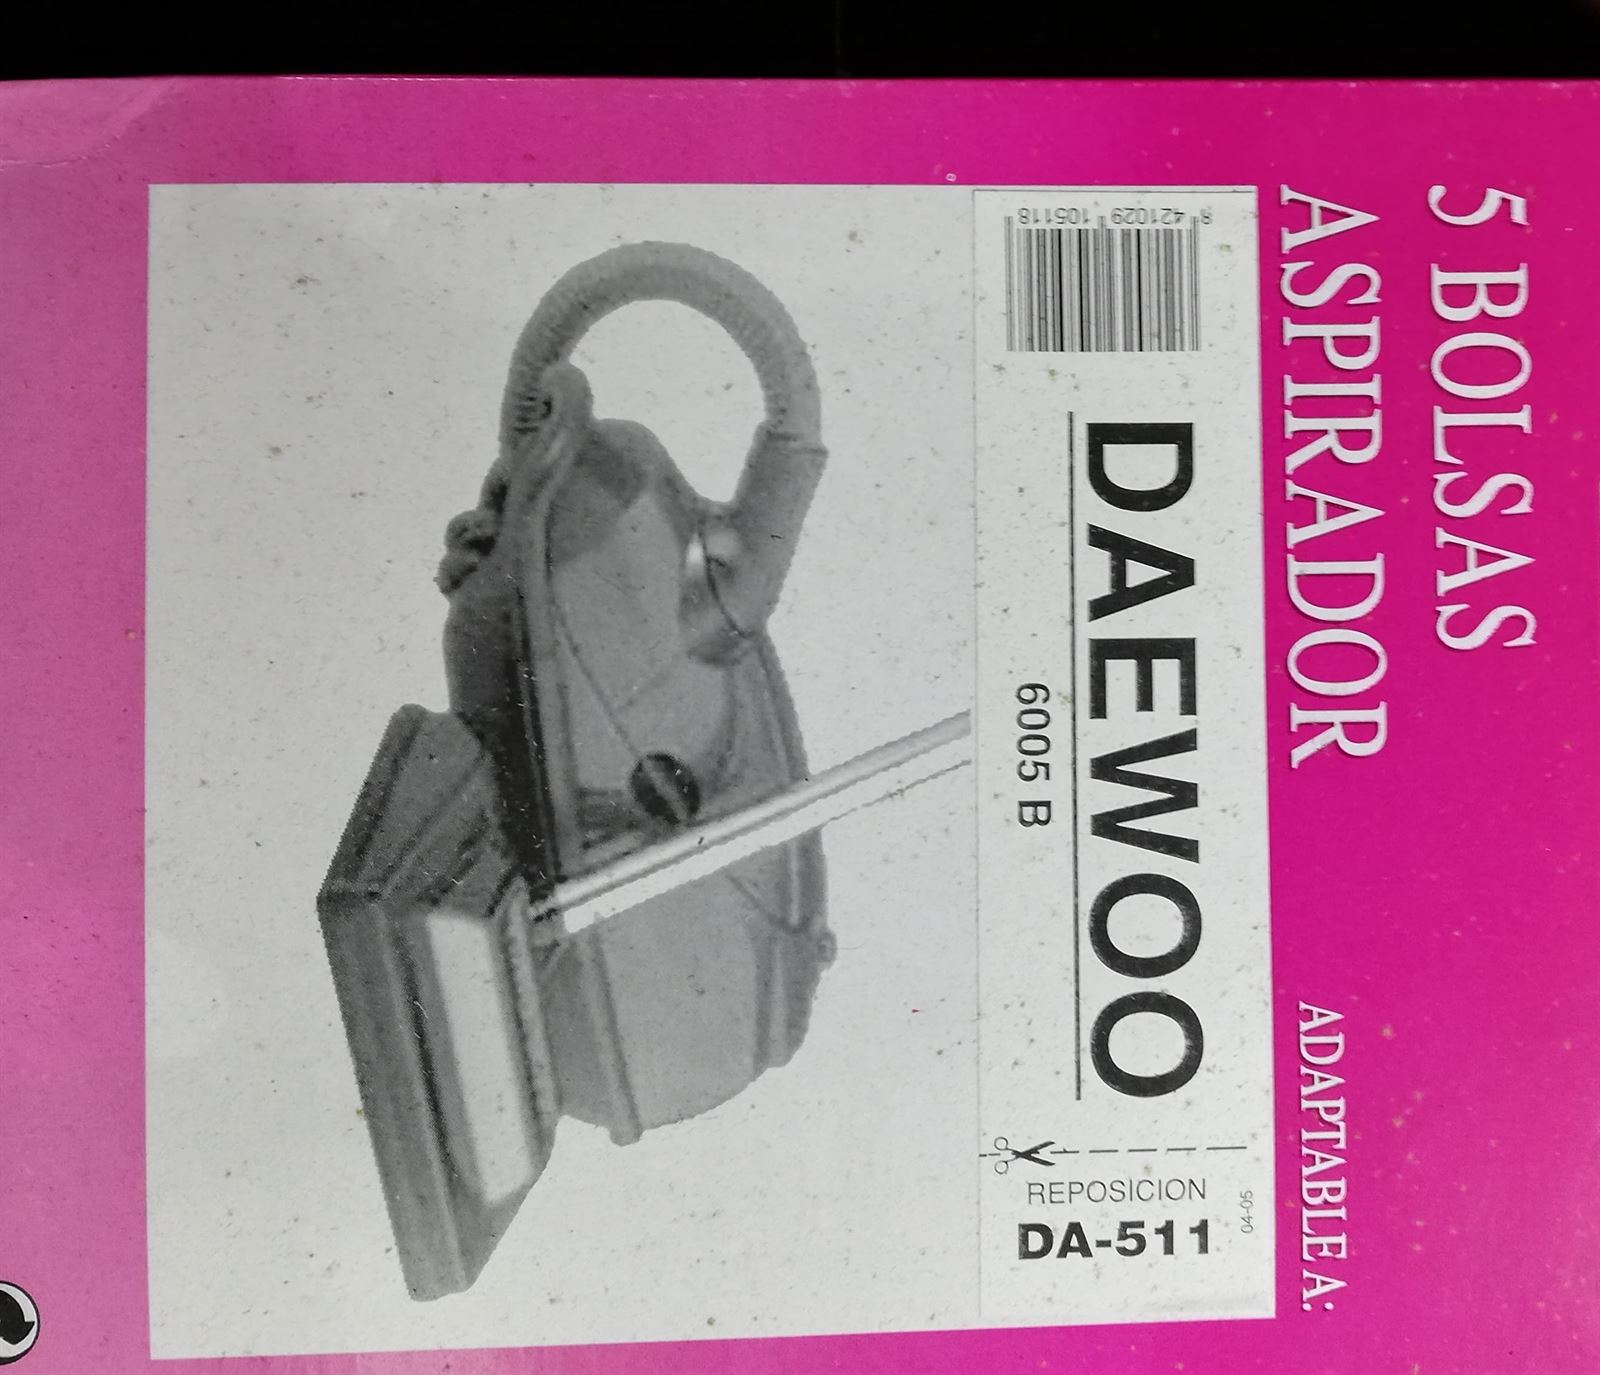 5 BOLSAS
ASPIRADOR
ADAPTABLE A:
8 421029 105118
DAEWOO
6005 B
REPOSICION
DA-511
04-05